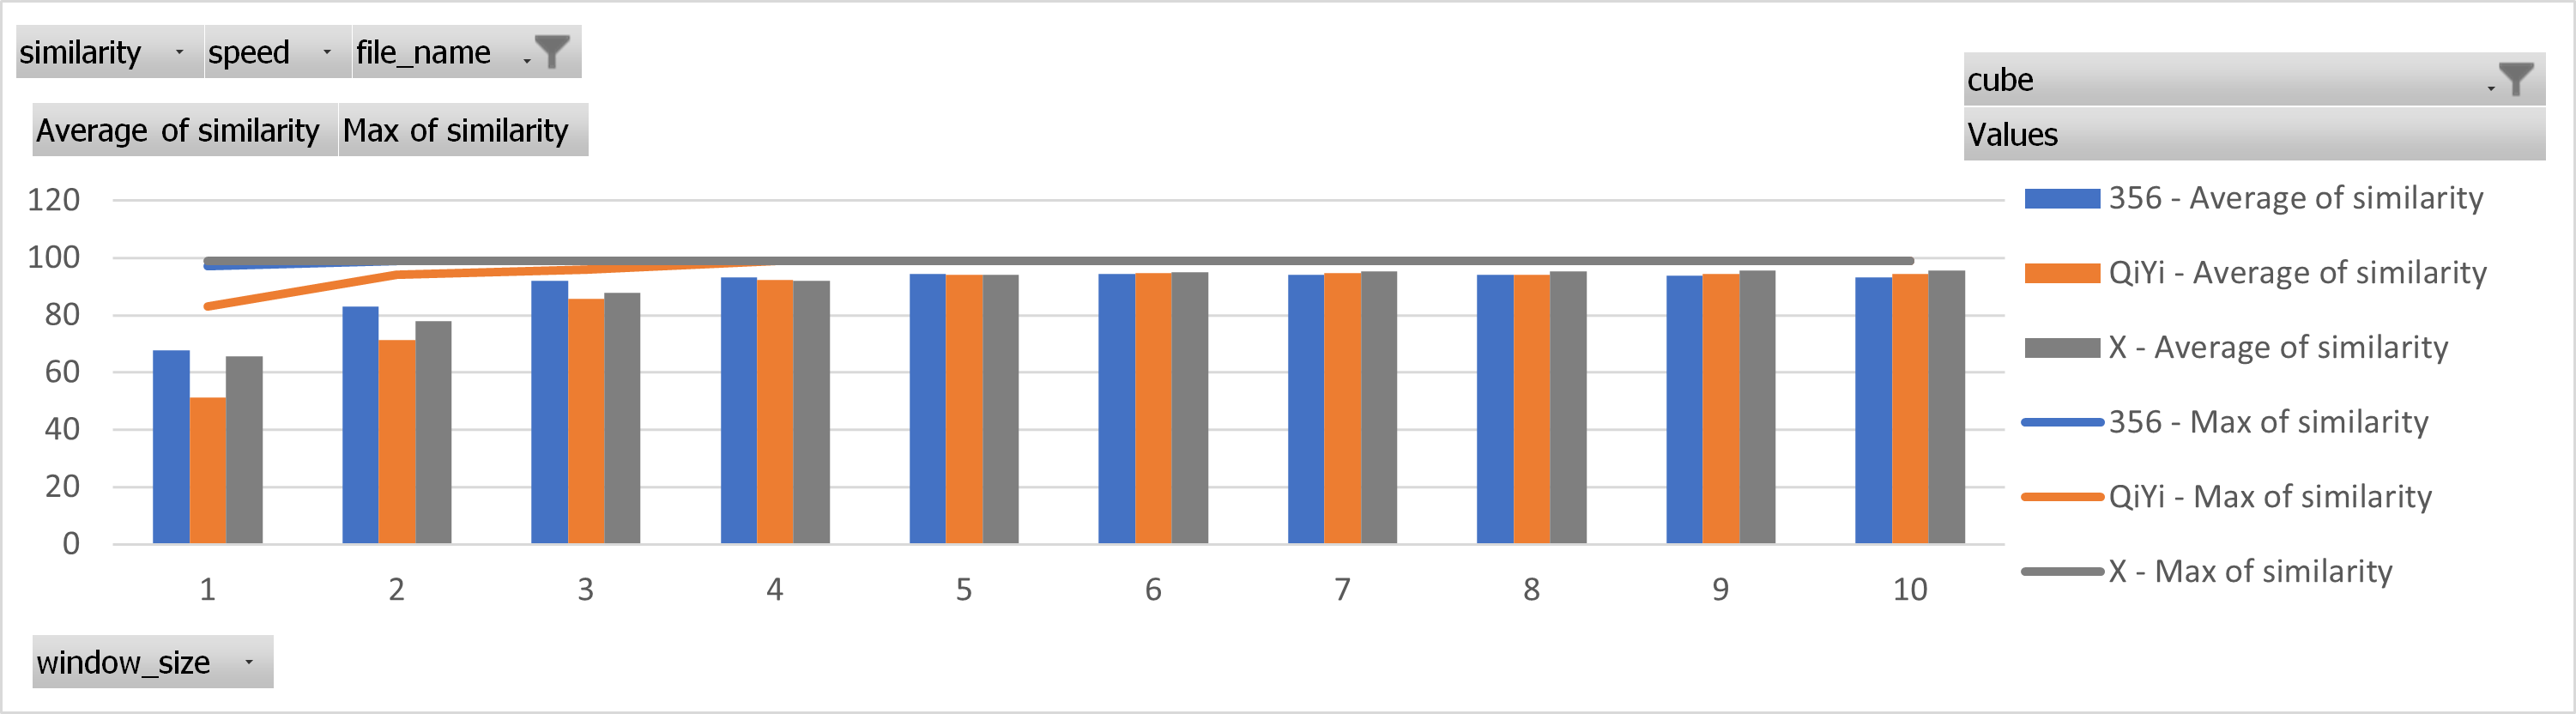 similarity speed file_name
cube
Average of similarity Max of similarity
Values
120
100
80
60
40
20
0
1 2 3 4 5 6 7 8 9 10
356 - Average of similarity
QiYi - Average of similarity
X - Average of similarity
356 - Max of similarity
QiYi - Max of similarity
X - Max of similarity
window_size